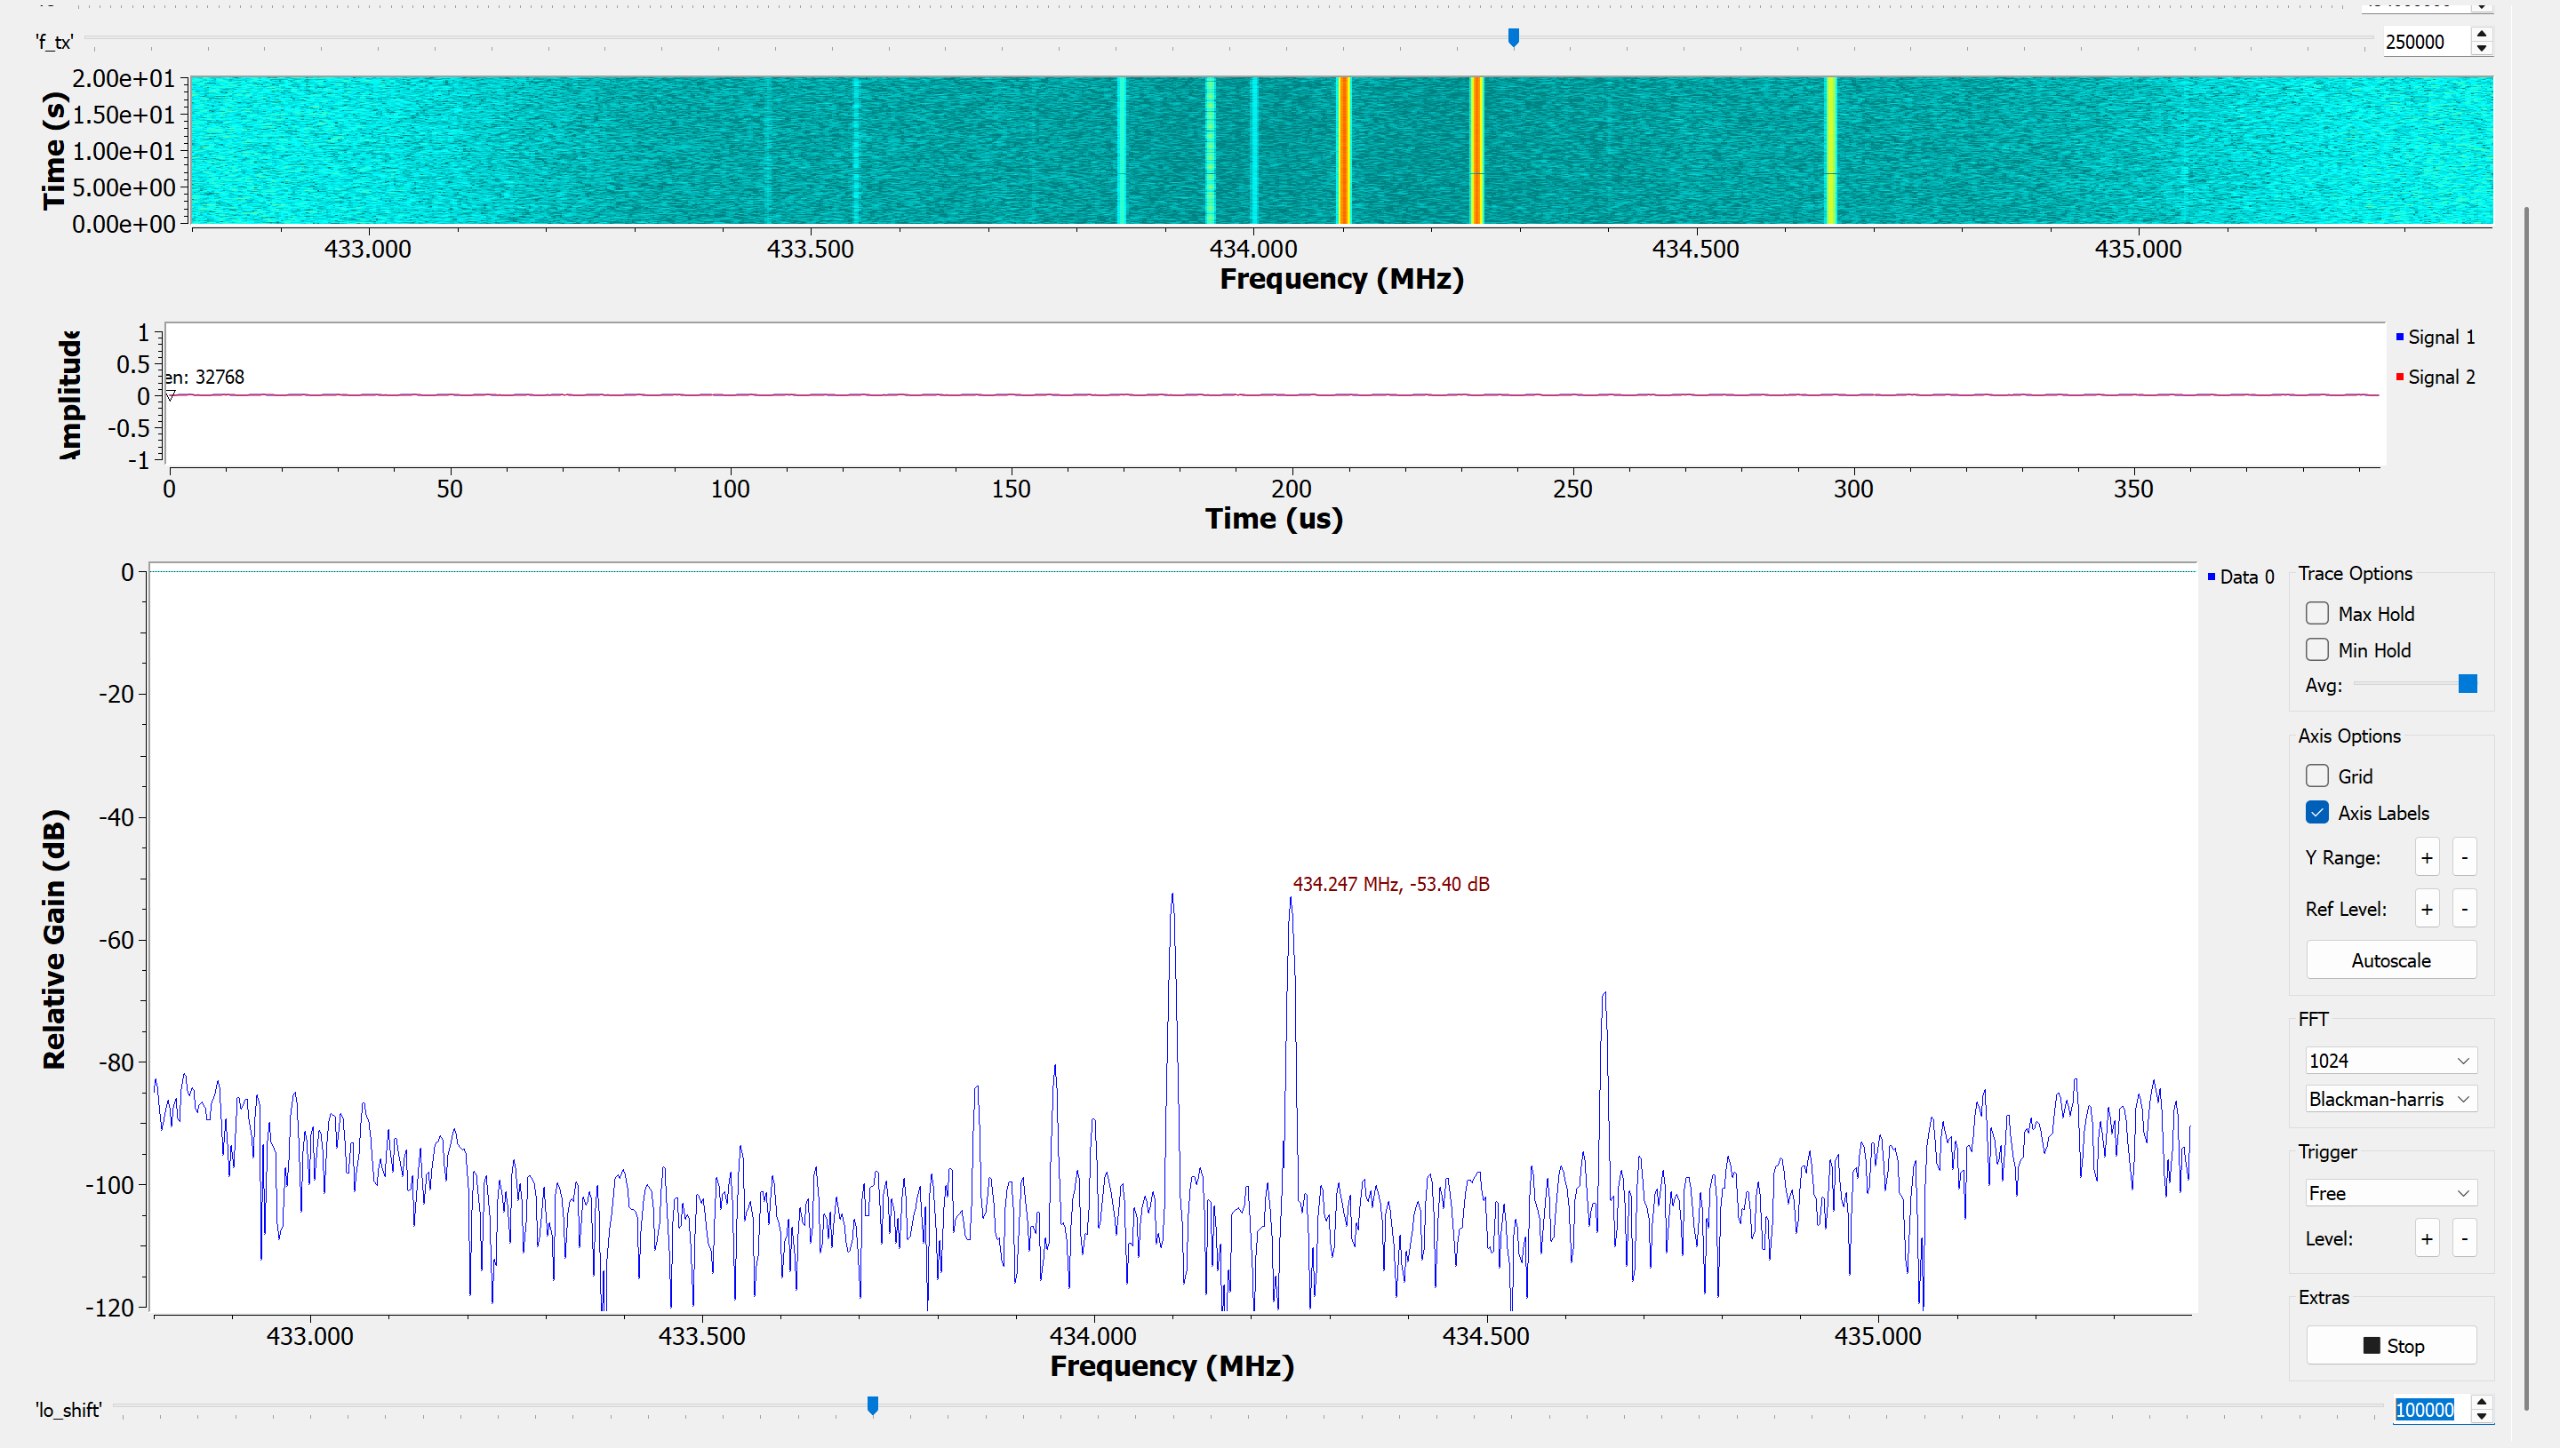 'f_tx'
250000
2.00e+01
1.50e+01
1.00e+01
5.00e+00
0.00e+00
Time (s)
433.000 433.500 434.000 434.500 435.000
Frequency (MHz)
Amplitude
1
0.5
0
-0.5
-1
en: 32768
Signal 1
Signal 2
0 50 100 150 200 250 300 350
Time (us)
Relative Gain (dB)
0
-20
-40
-60
-80
-100
-120
434.247 MHz, -53.40 dB
Data 0
433.000 433.500 434.000 434.500 435.000
Frequency (MHz)
Trace Options
Max Hold
Min Hold
Avg:
Axis Options
Grid
Axis Labels
Y Range: + -
Ref Level: + -
Autoscale
FFT
1024
Blackman-harris
Trigger
Free
Level: + -
Extras
Stop
'lo_shift'
100000